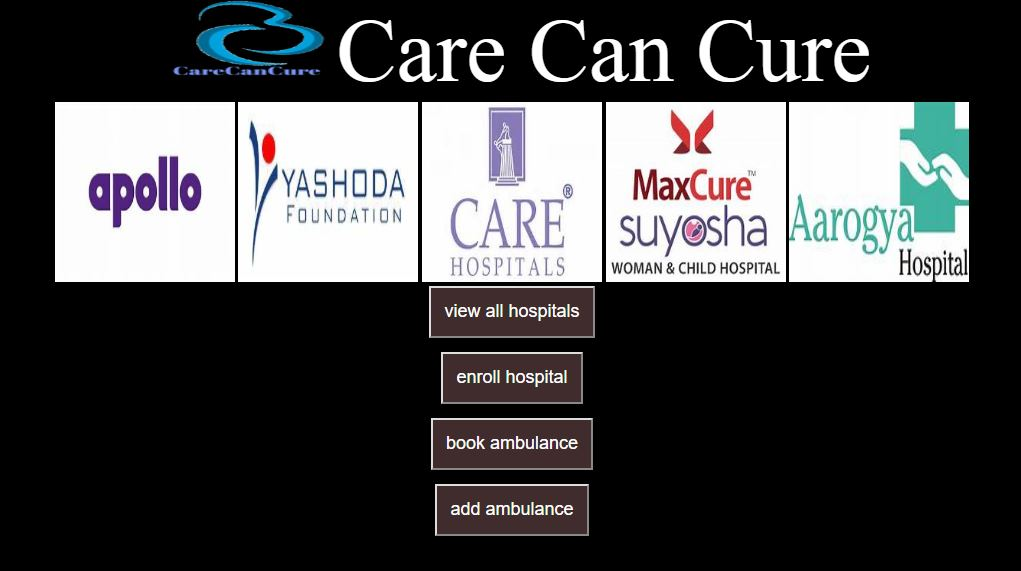 CareCanCure
Care Can Cure
apollo
YASHODA
FOUNDATION
CARE®
HOSPITALS
MaxCure™
suyosha
WOMAN & CHILD HOSPITAL
Aarogya
Hospital
view all hospitals
enroll hospital
book ambulance
add ambulance